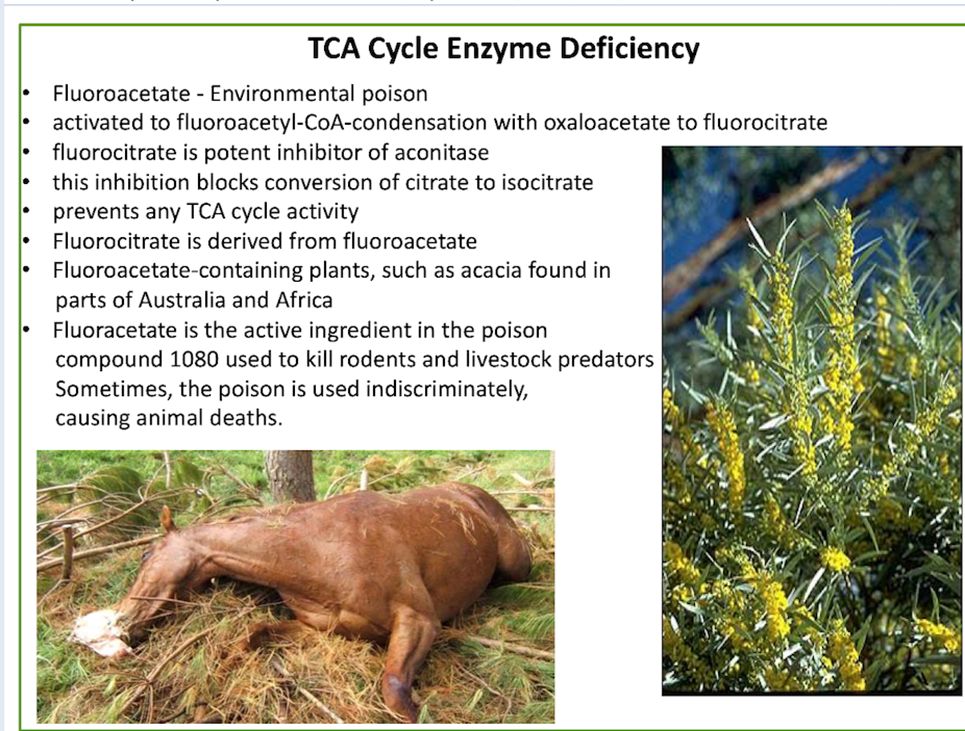 TCA Cycle Enzyme Deficiency
• Fluoroacetate - Environmental poison
• activated to fluoroacetyl-CoA-condensation with oxaloacetate to fluorocitrate
• fluorocitrate is potent inhibitor of aconitase
• this inhibition blocks conversion of citrate to isocitrate
• prevents any TCA cycle activity
• Fluorocitrate is derived from fluoroacetate
• Fluoroacetate-containing plants, such as acacia found in
parts of Australia and Africa
• Fluoracetate is the active ingredient in the poison
compound 1080 used to kill rodents and livestock predators
Sometimes, the poison is used indiscriminately,
causing animal deaths.